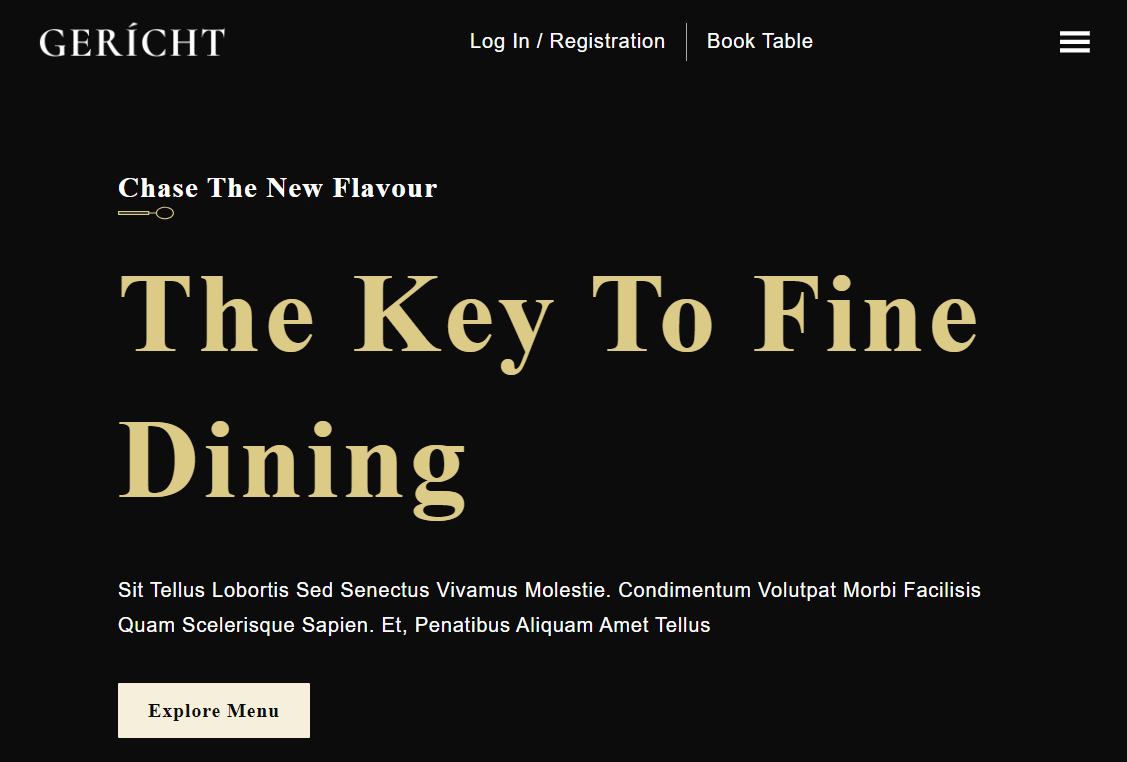 GERÍCHT
Log In / Registration
Book Table
Chase The New Flavour
The Key To Fine
Dining
Sit Tellus Lobortis Sed Senectus Vivamus Molestie. Condimentum Volutpat Morbi Facilisis
Quam Scelerisque Sapien. Et, Penatibus Aliquam Amet Tellus
Explore Menu